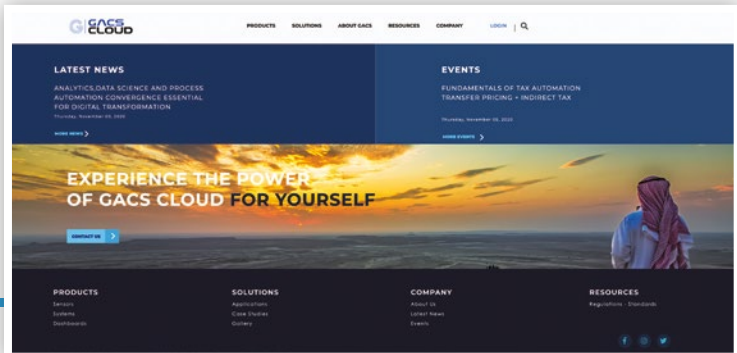 G GACS
CLOUD
PRODUCTS SOLUTIONS ABOUT GACS RESOURCES COMPANY LOGIN
LATEST NEWS
ANALYTICS,DATA SCIENCE AND PROCESS
AUTOMATION CONVERGENCE ESSENTIAL
FOR DIGITAL TRANSFORMATION
Thursday, November 05, 2020
MORE NEWS
EVENTS
FUNDAMENTALS OF TAX AUTOMATION
TRANSFER PRICING + INDIRECT TAX
Thursday, November 05, 2020
MORE EVENTS
EXPERIENCE THE POWER
OF GACS CLOUD FOR YOURSELF
CONTACT US
PRODUCTS
Sensors
Systems
Dashboards
SOLUTIONS
Applications
Case Studies
Gallery
COMPANY
About Us
Latest News
Events
RESOURCES
Regulations - Standards